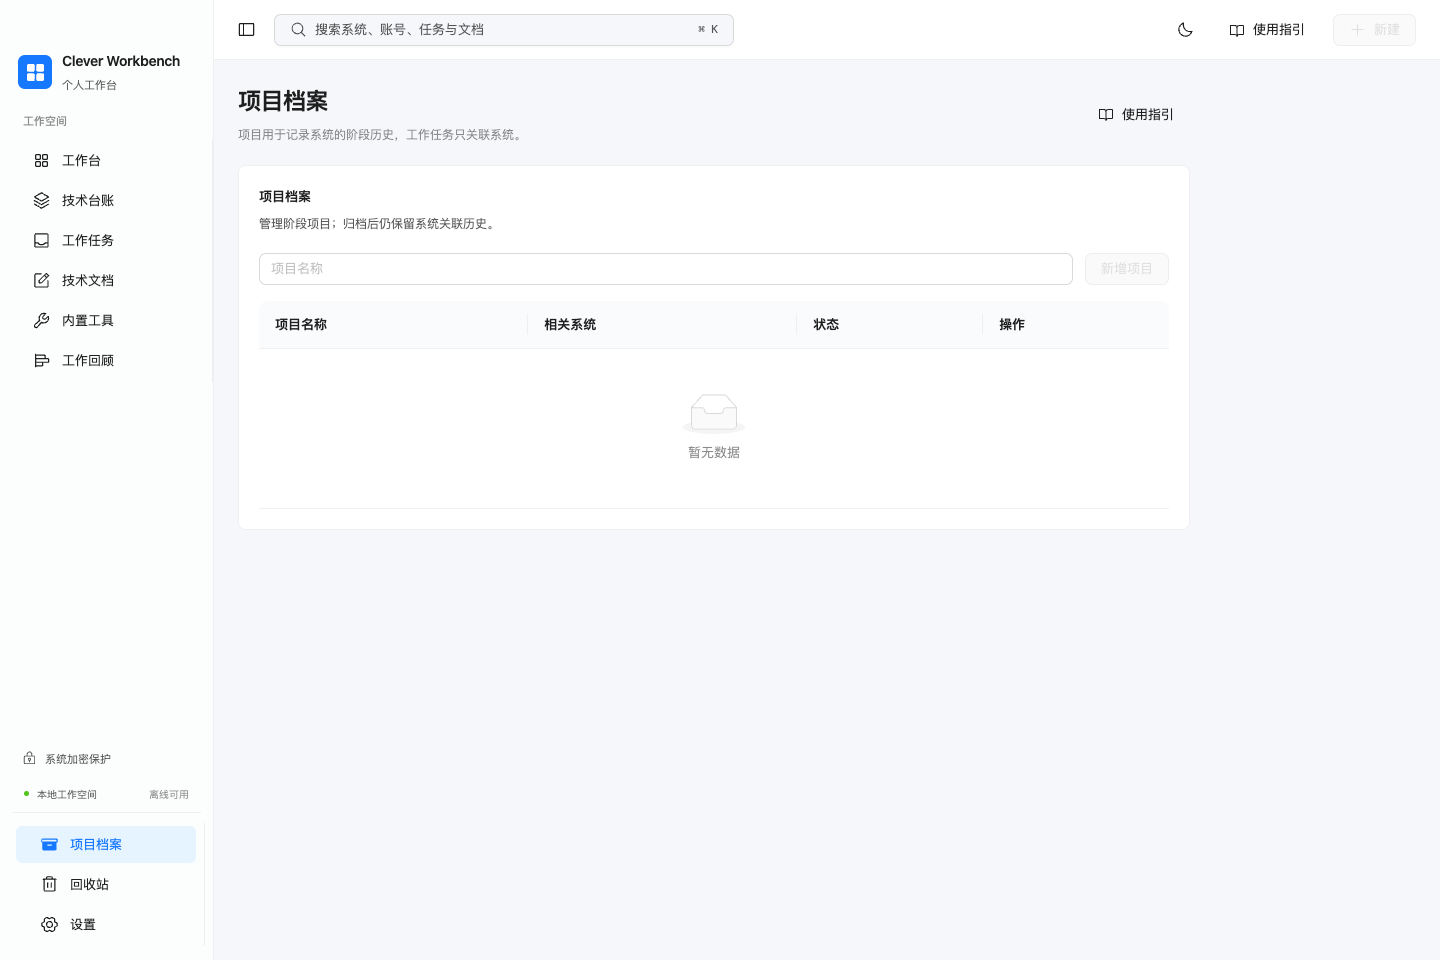 Clever Workbench
个人工作台
工作空间
工作台
技术台账
工作任务
技术文档
内置工具
工作回顾
系统加密保护
本地工作空间 离线可用
项目档案
回收站
设置
搜索系统、账号、任务与文档 ⌘ K
使用指引
新建
项目档案
项目用于记录系统的阶段历史，工作任务只关联系统。
使用指引
项目档案
管理阶段项目；归档后仍保留系统关联历史。
项目名称
新增项目
项目名称 相关系统 状态 操作
暂无数据